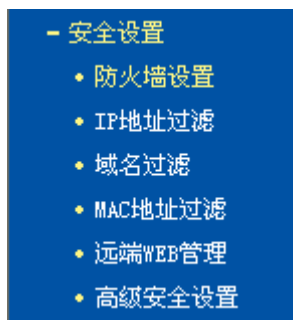 – 安全设置
• 防火墙设置
• IP地址过滤
• 域名过滤
• MAC地址过滤
• 远端WEB管理
• 高级安全设置